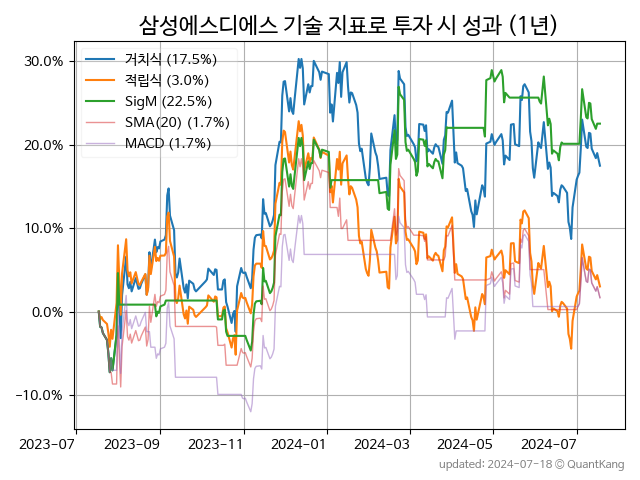 삼성에스디에스 기술 지표로 투자 시 성과 (1년)
거치식 (17.5%)
적립식 (3.0%)
SigM (22.5%)
SMA(20) (1.7%)
MACD (1.7%)
30.0%
20.0%
10.0%
0.0%
−10.0%
2023-07 2023-09 2023-11 2024-01 2024-03 2024-05 2024-07
updated: 2024-07-18 © QuantKang